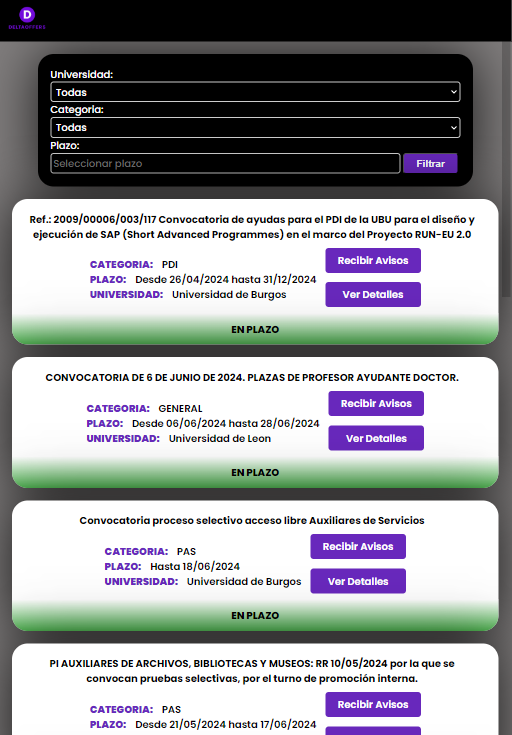 D
DELTAOFFERS
Universidad:
Todas
Categoria:
Todas
Plazo:
Seleccionar plazo
Filtrar
Ref.: 2009/00006/003/117 Convocatoria de ayudas para el PDI de la UBU para el diseño y
ejecución de SAP (Short Advanced Programmes) en el marco del Proyecto RUN-EU 2.0
CATEGORIA: PDI
PLAZO: Desde 26/04/2024 hasta 31/12/2024
UNIVERSIDAD: Universidad de Burgos
Recibir Avisos
Ver Detalles
EN PLAZO
CONVOCATORIA DE 6 DE JUNIO DE 2024. PLAZAS DE PROFESOR AYUDANTE DOCTOR.
CATEGORIA: GENERAL
PLAZO: Desde 06/06/2024 hasta 28/06/2024
UNIVERSIDAD: Universidad de Leon
Recibir Avisos
Ver Detalles
EN PLAZO
Convocatoria proceso selectivo acceso libre Auxiliares de Servicios
CATEGORIA: PAS
PLAZO: Hasta 18/06/2024
UNIVERSIDAD: Universidad de Burgos
Recibir Avisos
Ver Detalles
EN PLAZO
PI AUXILIARES DE ARCHIVOS, BIBLIOTECAS Y MUSEOS: RR 10/05/2024 por la que se
convocan pruebas selectivas, por el turno de promoción interna.
CATEGORIA: PAS
PLAZO: Desde 21/05/2024 hasta 17/06/2024
Recibir Avisos